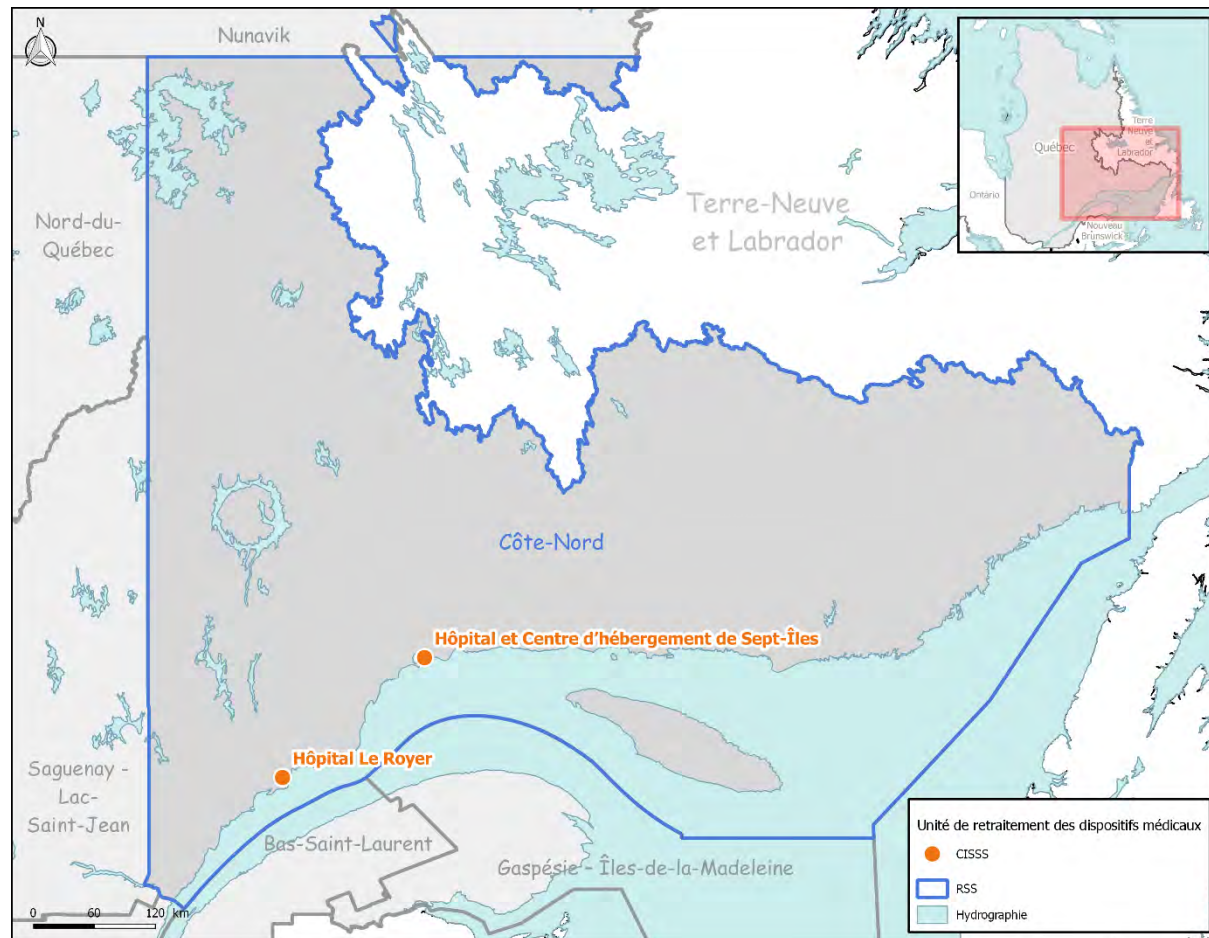 N
Nunavik
Terre
Neuve
et
Labrador
Québec
Ontario
Nouveau
Brunswick
Nord-du-
Québec
Terre-Neuve
et Labrador
Côte-Nord
Hôpital et Centre d'hébergement de Sept-Îles
Hôpital Le Royer
Saguenay -
Lac-
Saint-Jean
Bas-Saint-Laurent
Gaspésie - Îles-de-la-Madeleine
Unité de retraitement des dispositifs médicaux
CISSS
RSS
Hydrographie
0 60 120 km